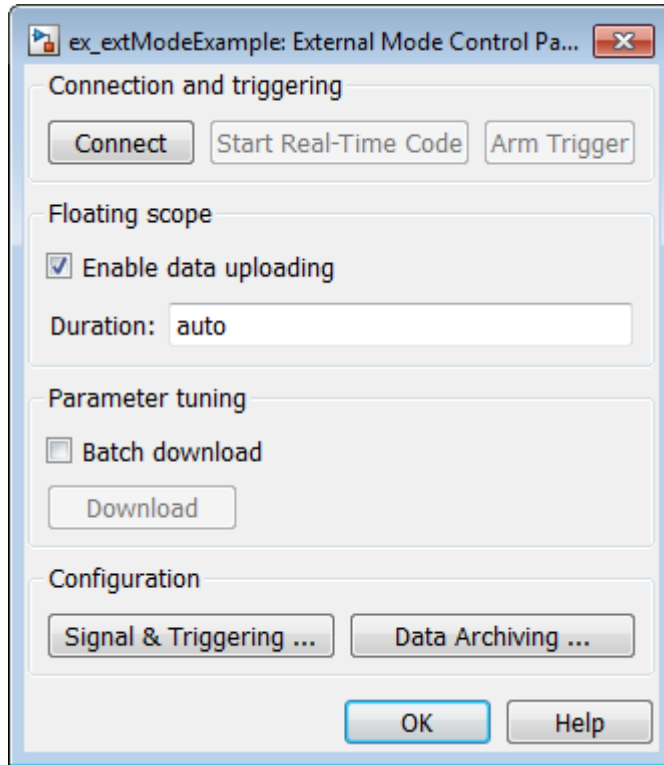 ex_extModeExample: External Mode Control Pa...
Connection and triggering
Connect Start Real-Time Code Arm Trigger
Floating scope
Enable data uploading
Duration: auto
Parameter tuning
Batch download
Download
Configuration
Signal & Triggering ... Data Archiving ...
OK Help